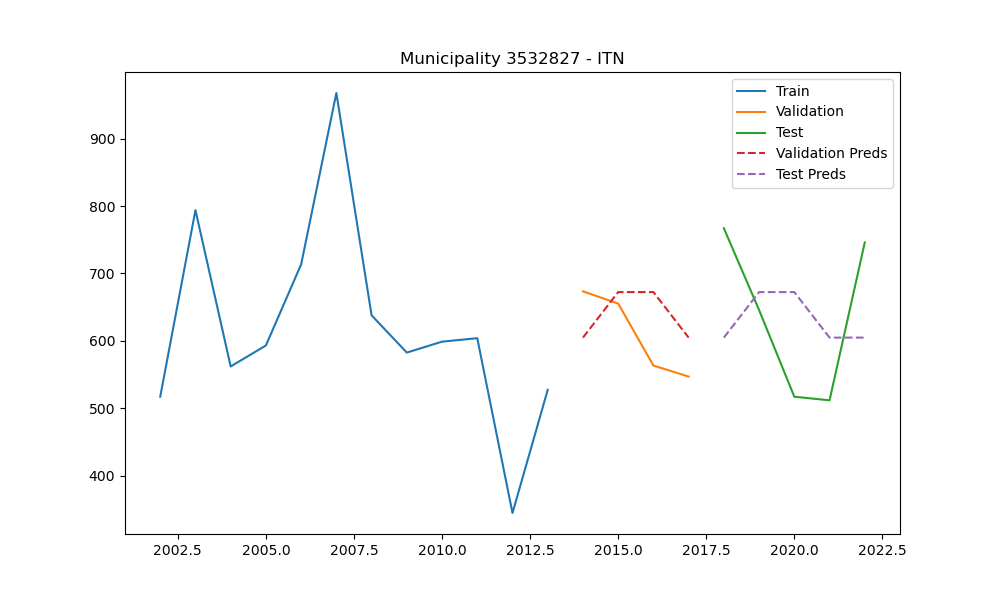 Municipality 3532827 - ITN
Train
Validation
Test
Validation Preds
Test Preds
900
800
700
600
500
400
2002.5 2005.0 2007.5 2010.0 2012.5 2015.0 2017.5 2020.0 2022.5